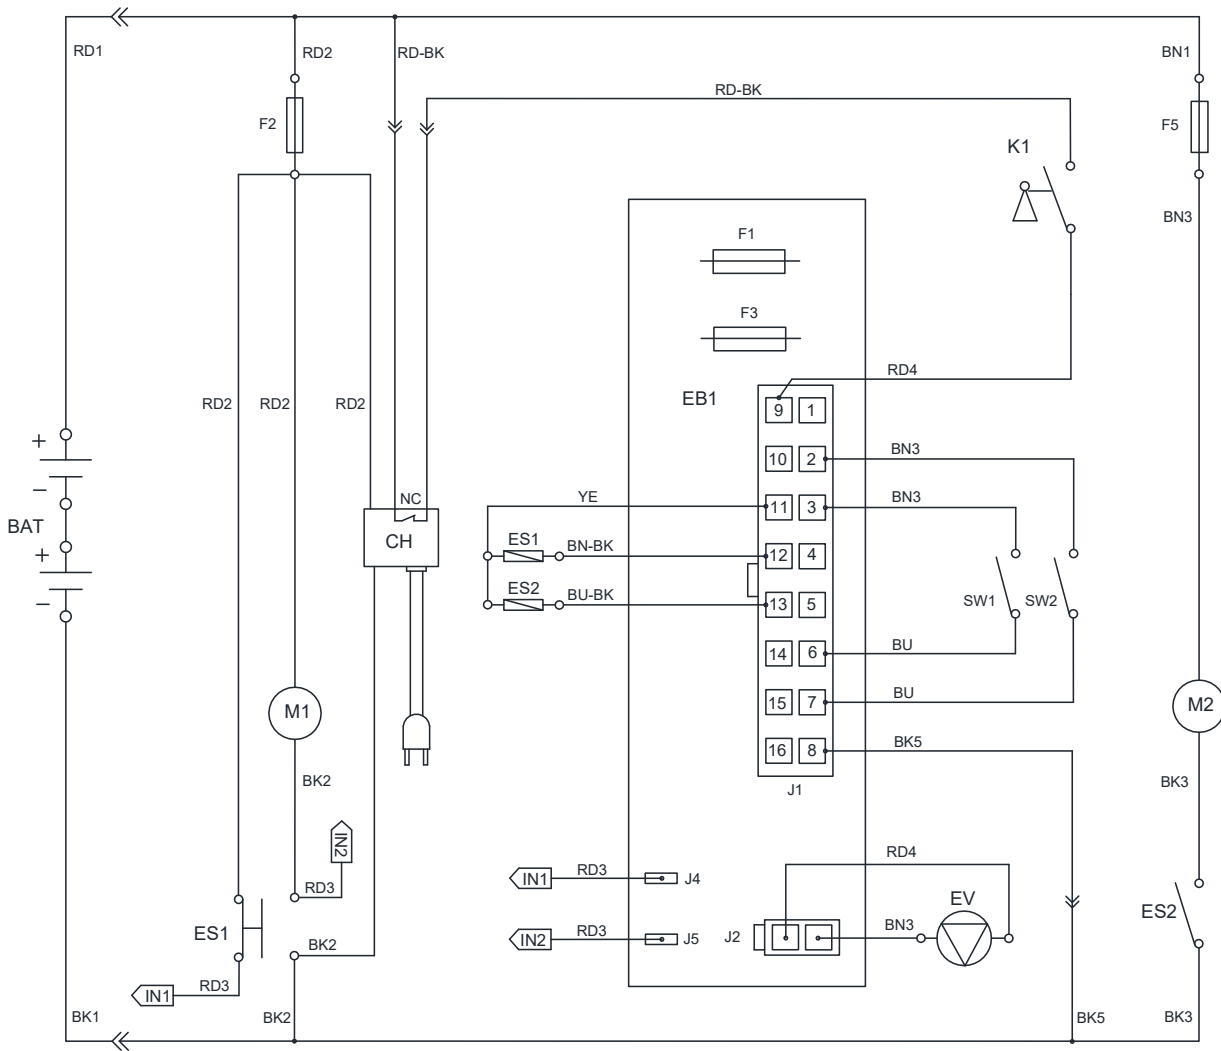 RD1
RD2
RD-BK
BN1
RD-BK
F2
F5
K1
BN3
F1
F3
RD4
EB1
9 1
RD2
RD2
RD2
+
10 2
BN3
−
NC
YE
11 3
BN3
BAT
CH
ES1
BN-BK
12 4
+
ES2
BU-BK
13 5
SW1
SW2
−
14 6
BU
15 7
BU
M1
M2
16 8
BK5
BK2
J1
BK3
IN2
RD4
IN1
RD3
J4
RD3
EV
ES2
ES1
BK2
IN2
RD3
J5
J2
BN3
IN1
RD3
BK1
BK2
BK5
BK3